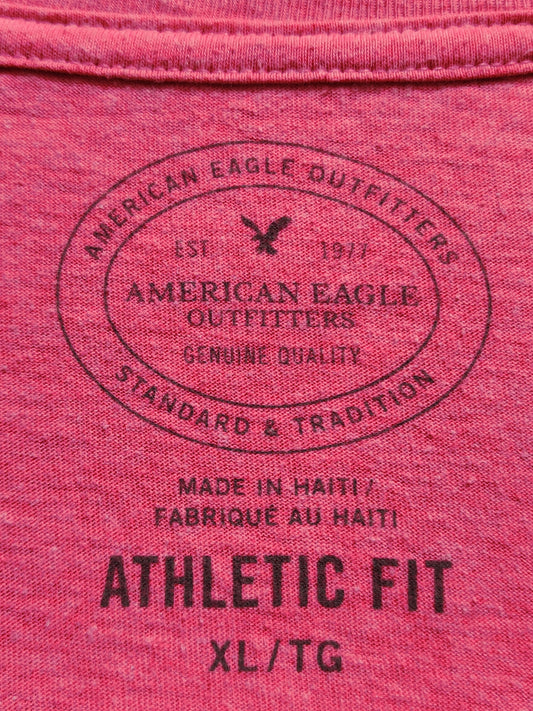 AMERICAN EAGLE OUTFITTERS
EST 1977
AMERICAN EAGLE
OUTFITTERS
GENUINE QUALITY
STANDARD & TRADITION
MADE IN HAITI /
FABRIQUÉ AU HAITI
ATHLETIC FIT
XL/TG